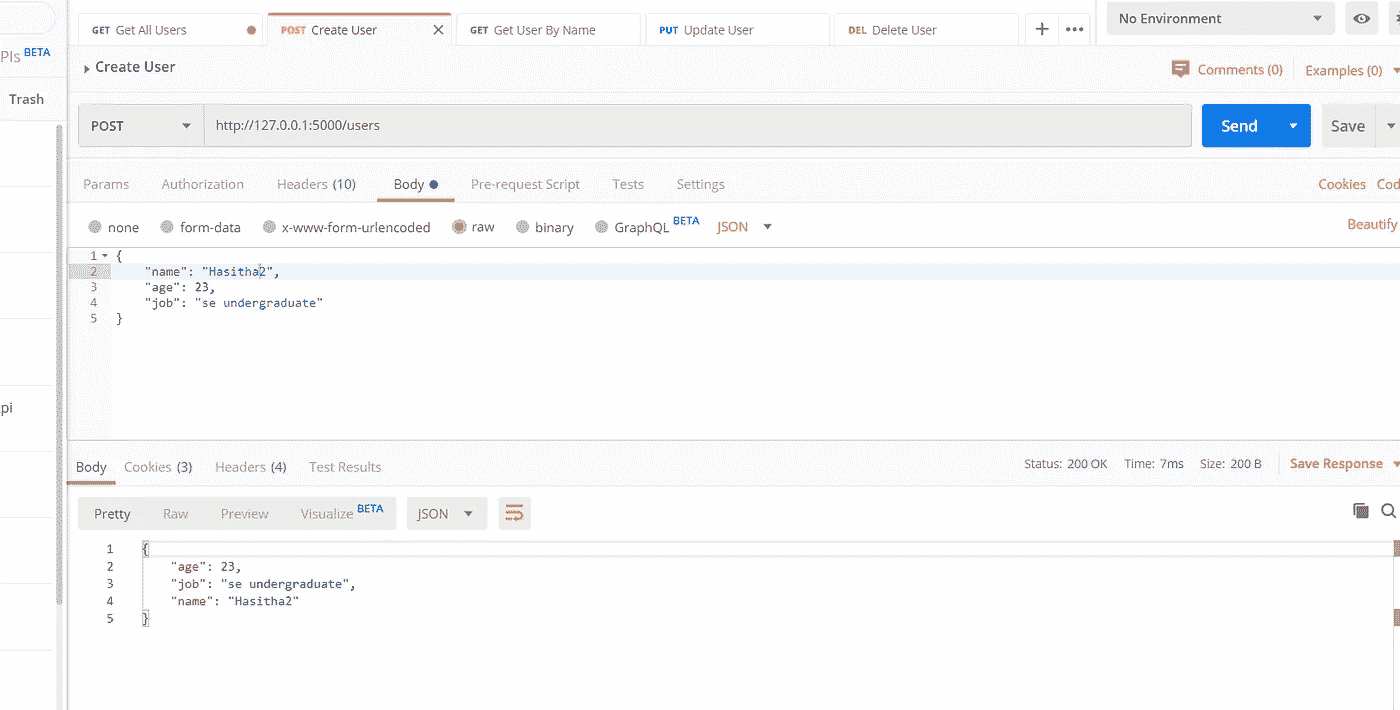 GET Get All Users POST Create User GET Get User By Name PUT Update User DEL Delete User No Environment
PIs BETA
Create User Comments (0) Examples (0)
Trash
POST http://127.0.0.1:5000/users Send Save
Params Authorization Headers (10) Body Pre-request Script Tests Settings Cookies Cod
none form-data x-www-form-urlencoded raw binary GraphQL BETA JSON Beautify
1 {
2 "name": "Hasitha2",
3 "age": 23,
4 "job": "se undergraduate"
5 }
pi
Body Cookies (3) Headers (4) Test Results Status: 200 OK Time: 7ms Size: 200 B Save Response
Pretty Raw Preview Visualize BETA JSON
1 {
2 "age": 23,
3 "job": "se undergraduate",
4 "name": "Hasitha2"
5 }